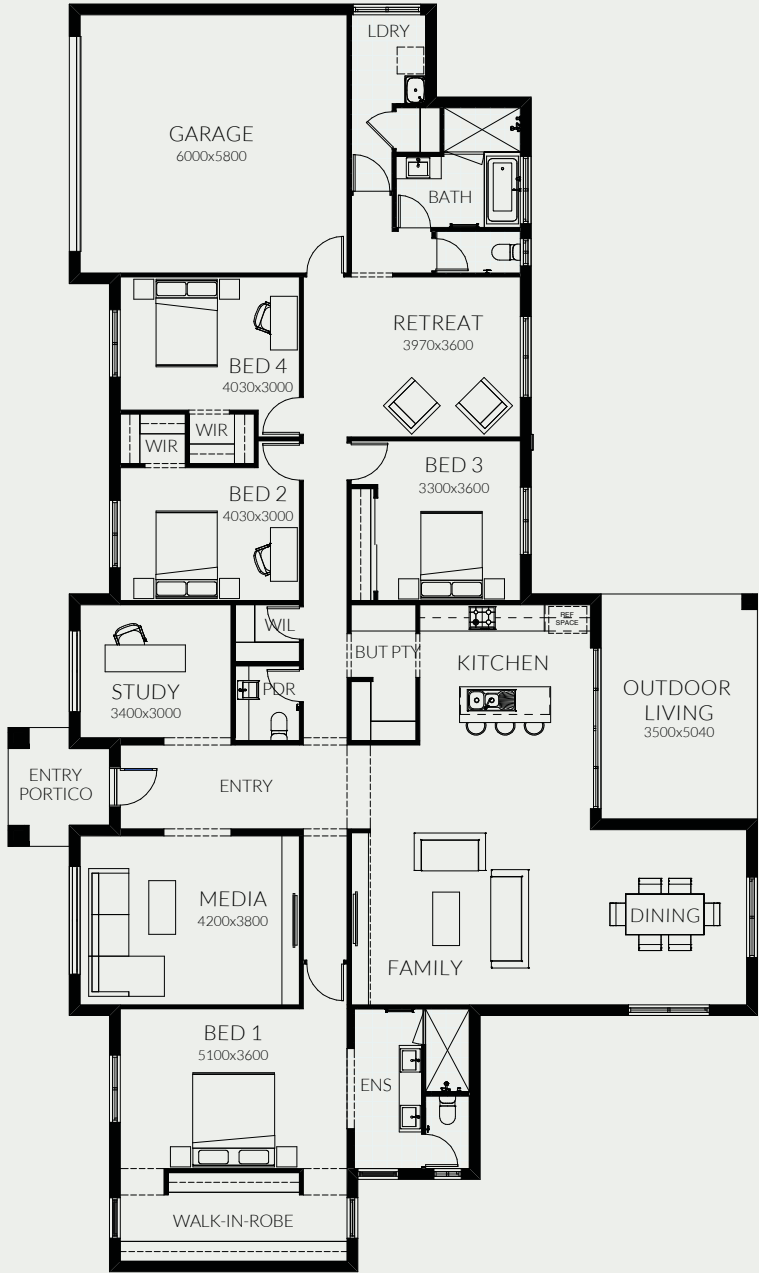 LDRY
GARAGE
6000x5800
BATH
RETREAT
3970x3600
BED 4
4030x3000
WIR
WIR
BED 3
3300x3600
BED 2
4030x3000
WIL
REF
SPACE
BUT PTY
KITCHEN
PDR
STUDY
3400x3000
OUTDOOR
LIVING
3500x5040
ENTRY
PORTICO
ENTRY
MEDIA
4200x3800
DINING
FAMILY
BED 1
5100x3600
ENS
WALK-IN-ROBE